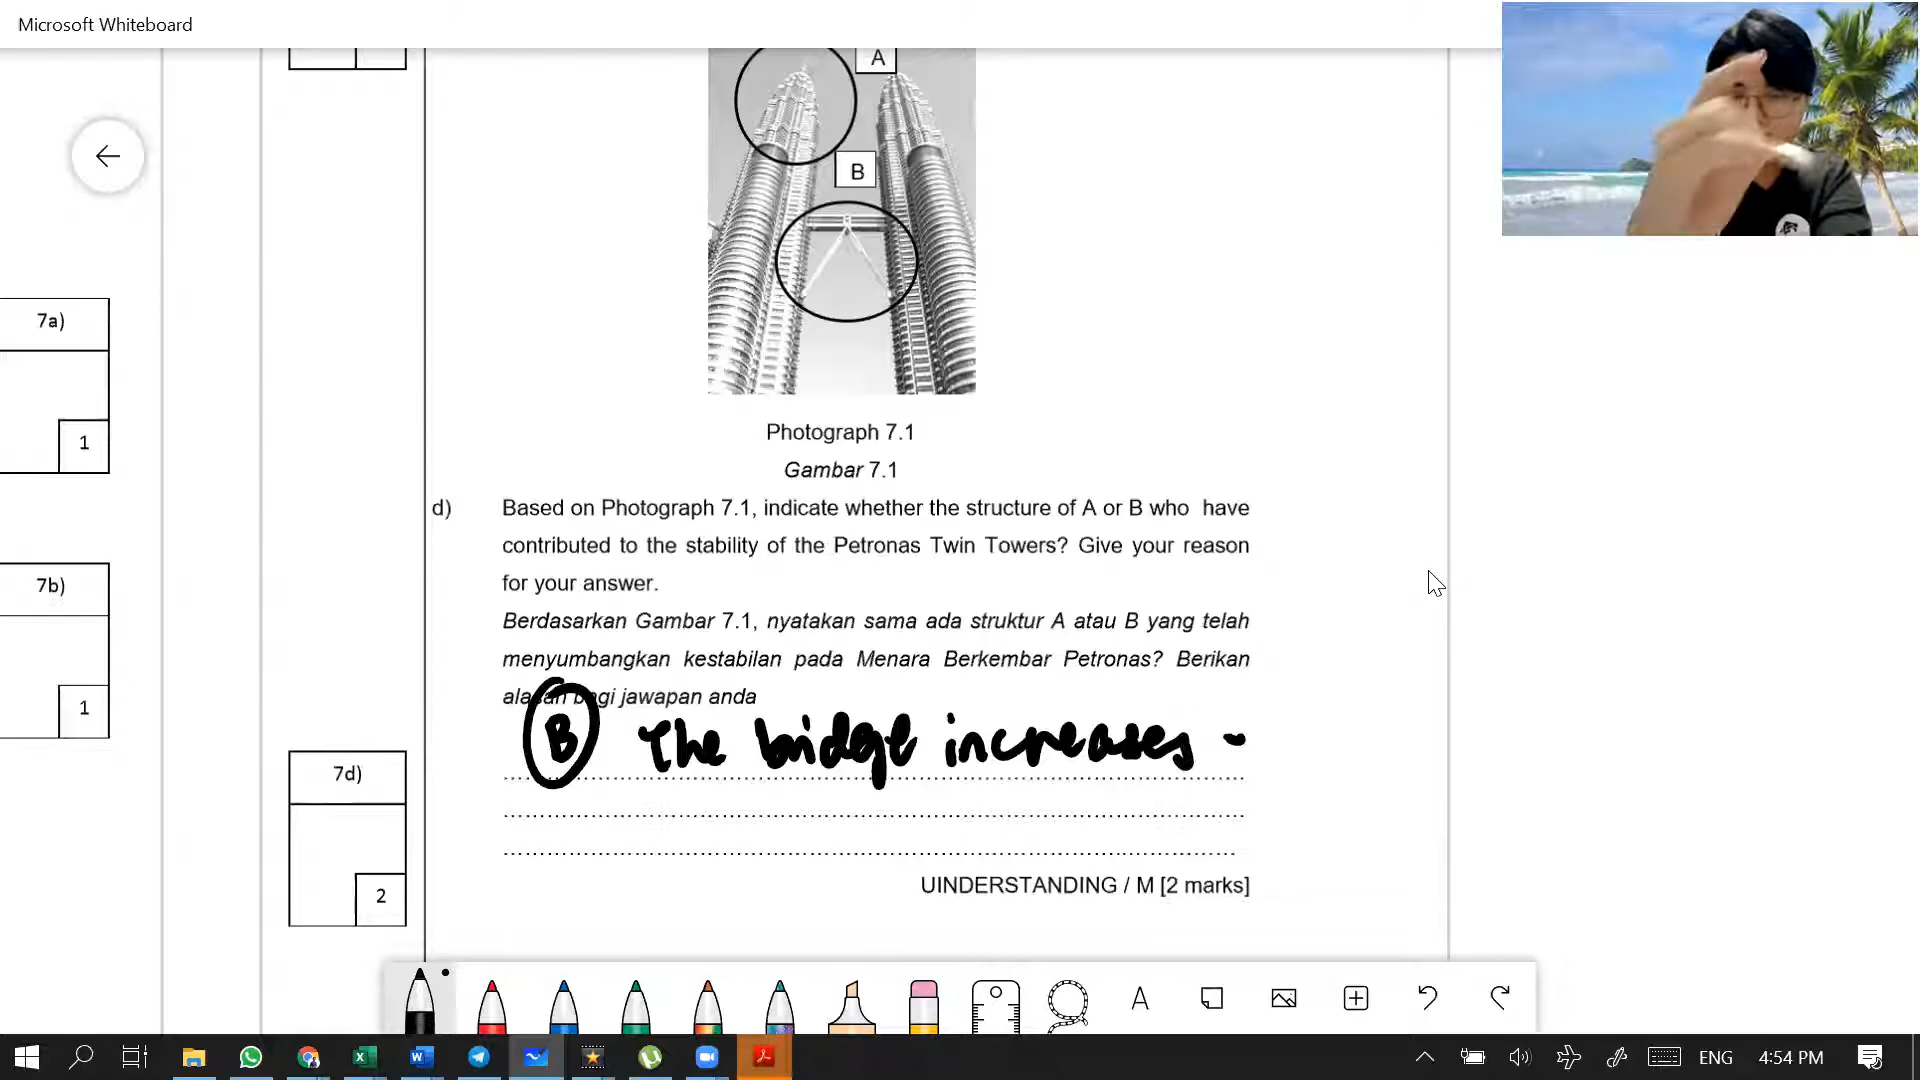 Microsoft Whiteboard
A
B
7a)
1
7b)
1
Photograph 7.1
Gambar 7.1
d) Based on Photograph 7.1, indicate whether the structure of A or B who have
contributed to the stability of the Petronas Twin Towers? Give your reason
for your answer.
Berdasarkan Gambar 7.1, nyatakan sama ada struktur A atau B yang telah
menyumbangkan kestabilan pada Menara Berkembar Petronas? Berikan
alasan bagi jawapan anda
B The bridge increases -
7d)
2
UINDERSTANDING / M [2 marks]
ENG 4:54 PM